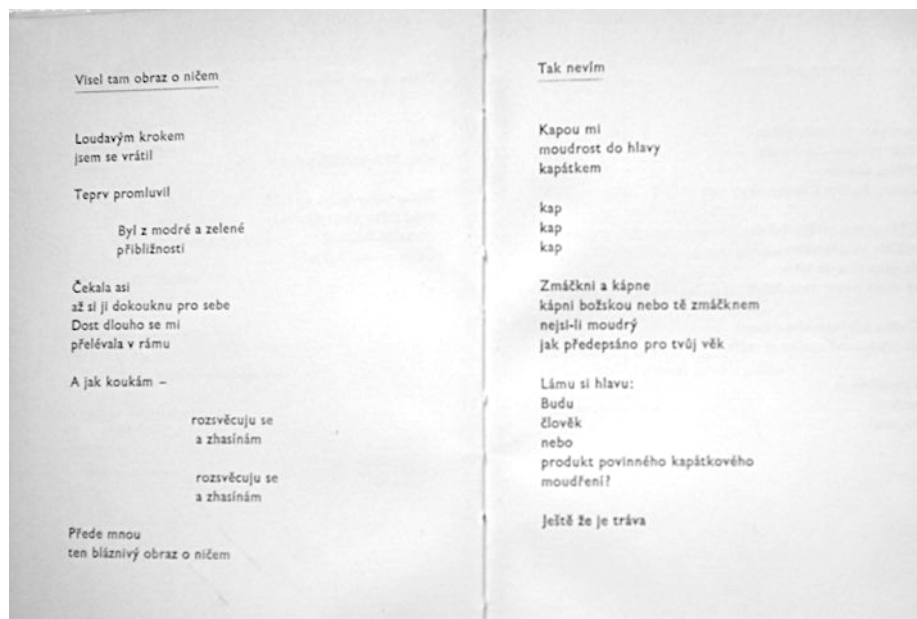 Visel tam obraz o ničem
Loudavým krokem
jsem se vrátil
Teprv promluvil
Byl z modré a zelené
přibližnosti
Čekala asi
až si ji dokouknu pro sebe
Dost dlouho se mi
přelévala v rámu
A jak koukám –
rozsvěcuju se
a zhasínám
rozsvěcuju se
a zhasínám
Přede mnou
ten bláznivý obraz o ničem
Tak nevím
Kapou mi
moudrost do hlavy
kapátkem
kap
kap
kap
Zmáčkni a kápne
kápni božskou nebo tě zmáčknem
nejsi-li moudrý
jak předepsáno pro tvůj věk
Lámu si hlavu:
Budu
člověk
nebo
produkt povinného kapátkového
moudření?
Ještě že je tráva